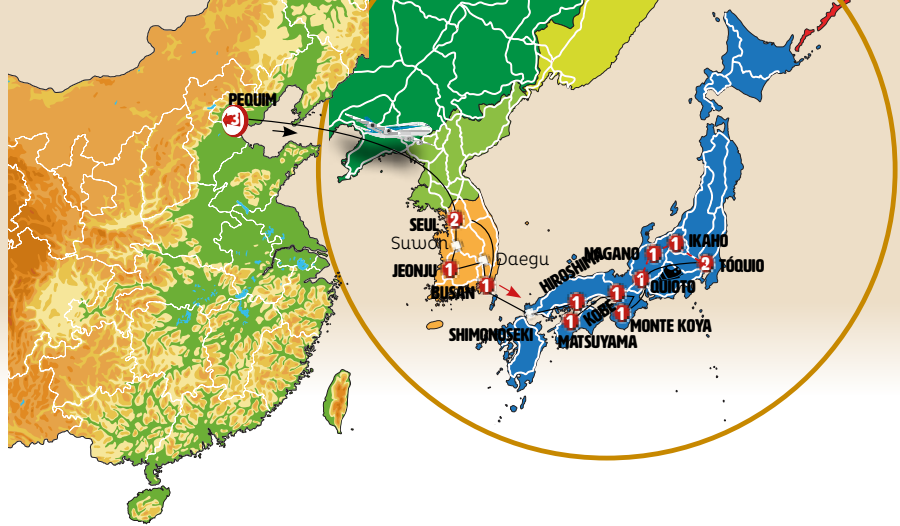 PEQUIM
3
2
SEUL
Suwon
Daegu
JEONJU
1
BUSAN
1
SHIMONOSEKI
HIROSHIMA
1
MATSUYAMA
1
KOBE
1
MONTE KOYA
1
QUIOTO
1
NAGANO
1
IKAHO
1
TÓQUIO
2